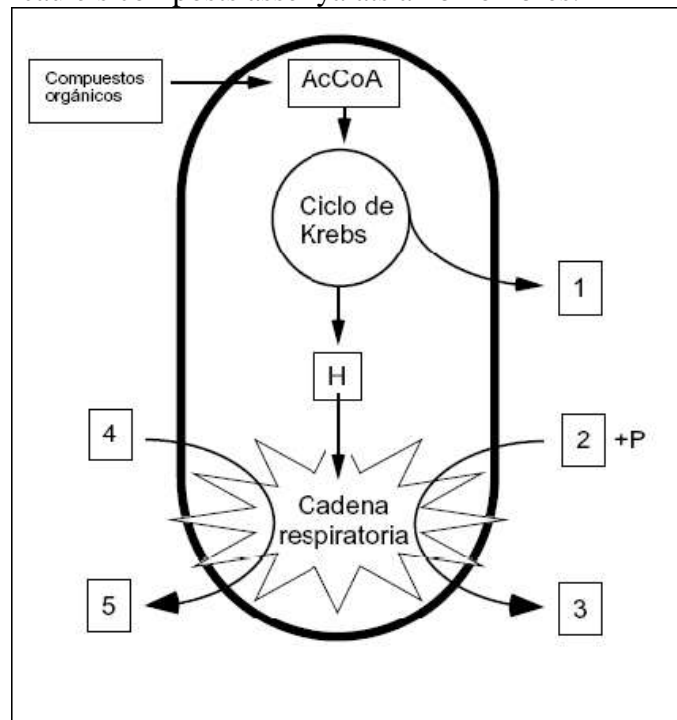 Compuestos
orgánicos
AcCoA
Ciclo de
Krebs
1
H
4
2 +P
Cadena
respiratoria
5
3